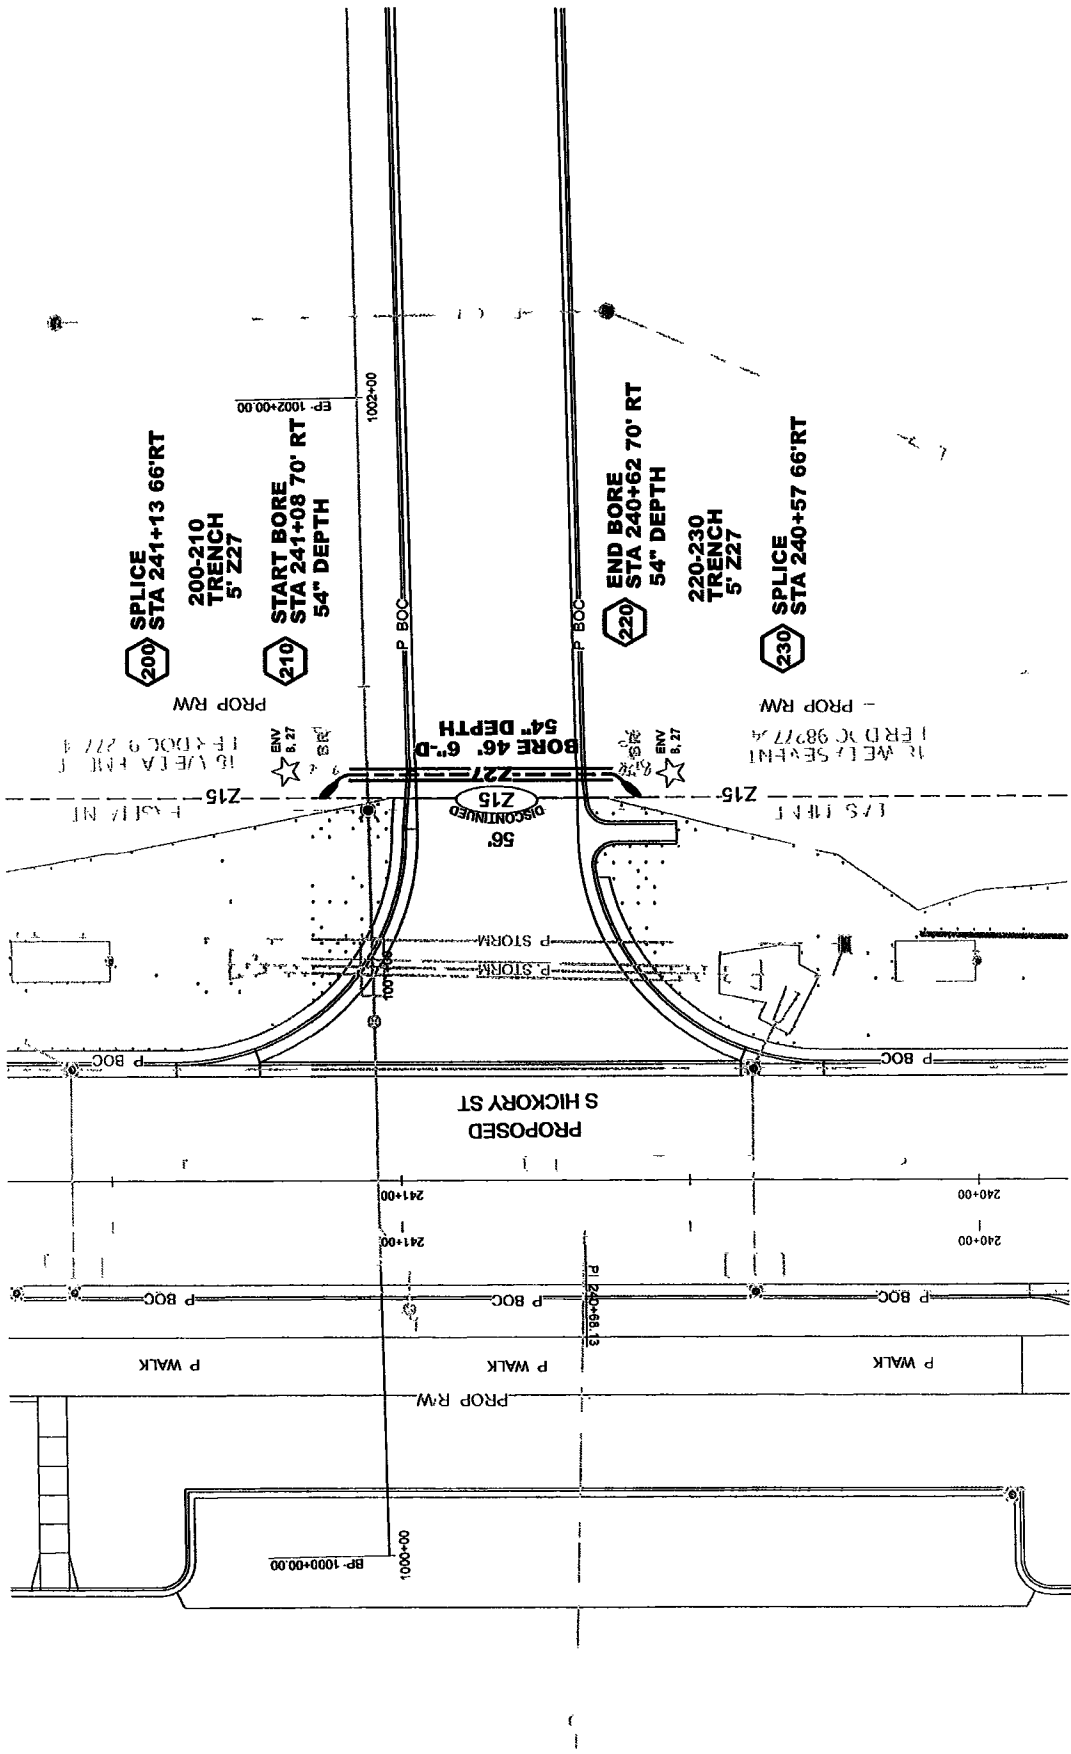 EP- 1002+00.00
1002+00
200
SPLICE
STA 241+13 66'RT
200-210
TRENCH
5' Z27
210
START BORE
STA 241+08 70' RT
54" DEPTH
220
END BORE
STA 240+62 70' RT
54" DEPTH
220-230
TRENCH
5' Z27
230
SPLICE
STA 240+57 66'RT
P BOC
P BOC
PROP R/W
PROP R/W
ENV
8, 27
ENV
8, 27
BORE 46' 6"-D
54" DEPTH
Z27
Z15
Z15
Z15
DISCONTINUED
56'
P STORM
P. STORM
P BOC
P BOC
PROPOSED
S HICKORY ST
241+00
240+00
241+00
240+00
PI 240+68.13
P BOC
P BOC
P BOC
P WALK
P WALK
P WALK
PROP R/W
BP- 1000+00.00
1000+00